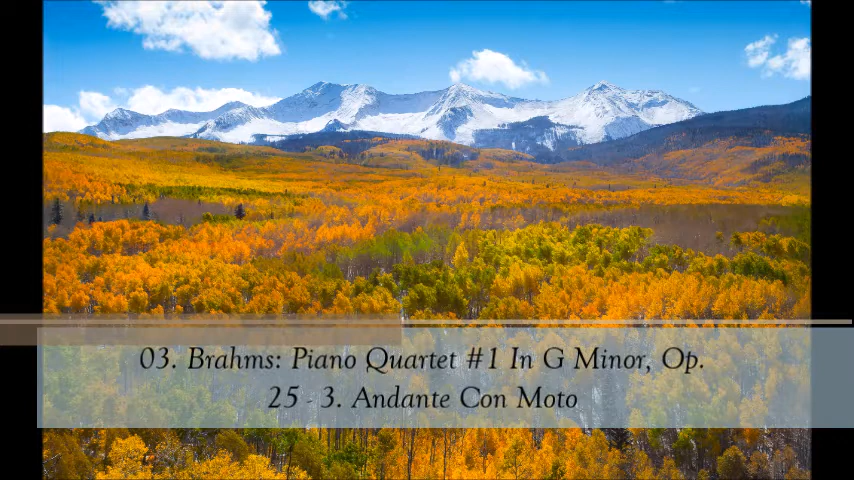 03. Brahms: Piano Quartet #1 In G Minor, Op.
25 - 3. Andante Con Moto